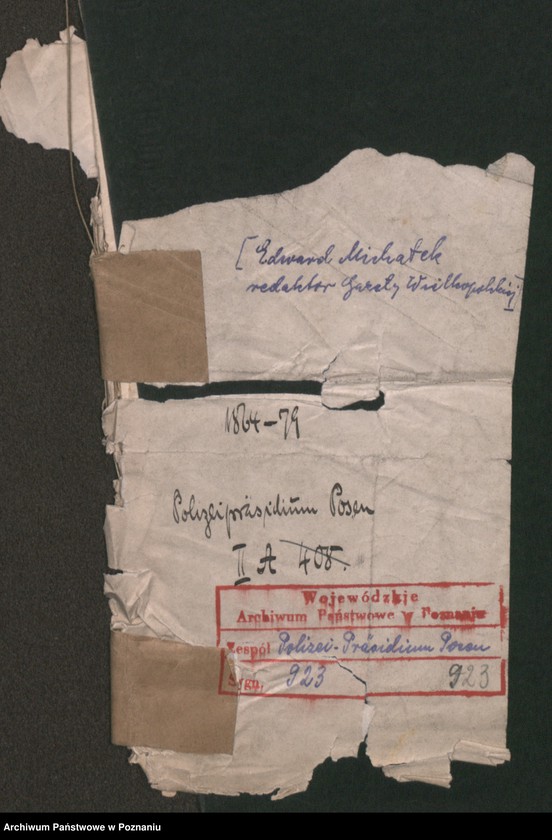 [Edward Michałek
redaktor Gazety Wielkopolskiej]
1864-79
Polizeipräsidium Posen
II A 408.
Wojewódzkie
Archiwum Państwowe w Poznaniu
Zespół Polizei-Präsidium Posen
Sygn. 923 923
Archiwum Państwowe w Poznaniu